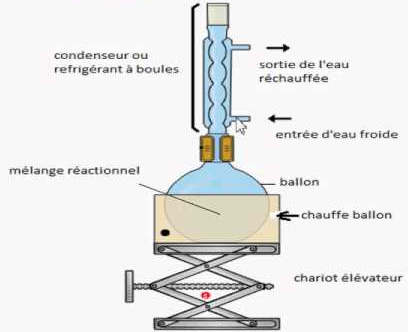 condenseur ou
refrigérant à boules
sortie de l'eau
réchauffée
entrée d'eau froide
mélange réactionnel
ballon
chauffe ballon
chariot élévateur